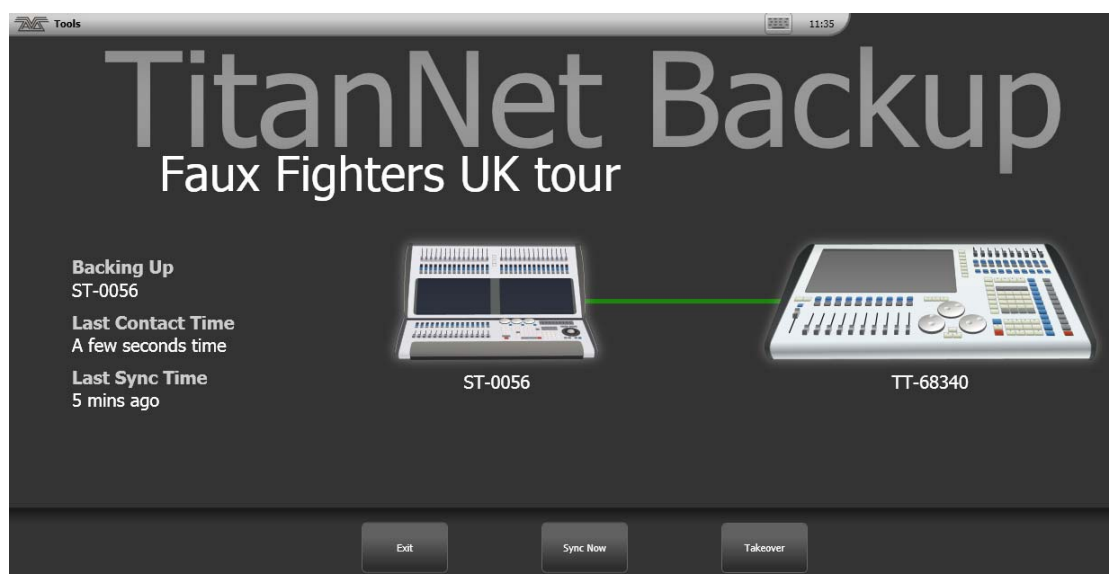 Tools
11:35
TitanNet Backup
Faux Fighters UK tour
Backing Up
ST-0056
Last Contact Time
A few seconds time
Last Sync Time
5 mins ago
ST-0056
TT-68340
Exit
Sync Now
Takeover